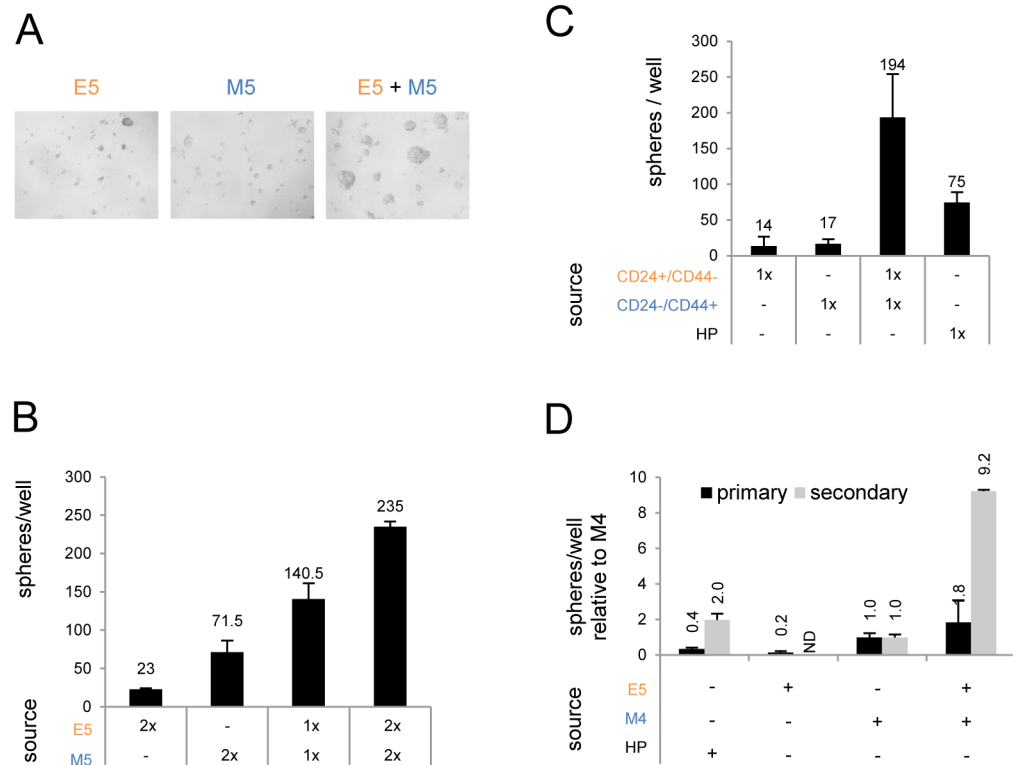 A
E5 M5 E5 + M5
B
spheres/well
300
250
200
150
100
50
0
23 71.5 140.5 235
source
E5 2x - 1x 2x
M5 - 2x 1x 2x
C
spheres / well
300
250
200
150
100
50
0
14 17 194 75
source
CD24+/CD44- 1x - 1x -
CD24-/CD44+ - 1x 1x -
HP - - - 1x
D
spheres/well
relative to M4
10
8
6
4
2
0
primary secondary
0.4 2.0 0.2 ND 1.0 1.0 1.8 9.2
source
E5 - + - +
M4 - - + +
HP + - - -